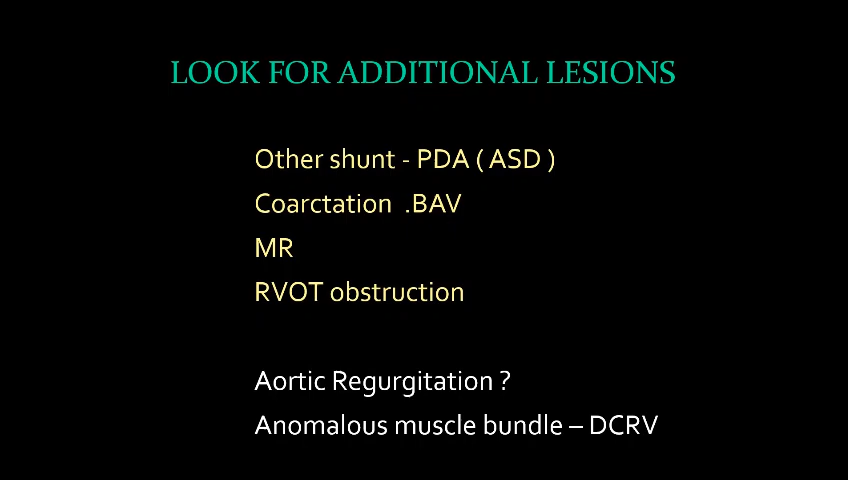 LOOK FOR ADDITIONAL LESIONS
Other shunt - PDA ( ASD )
Coarctation .BAV
MR
RVOT obstruction
Aortic Regurgitation ?
Anomalous muscle bundle – DCRV